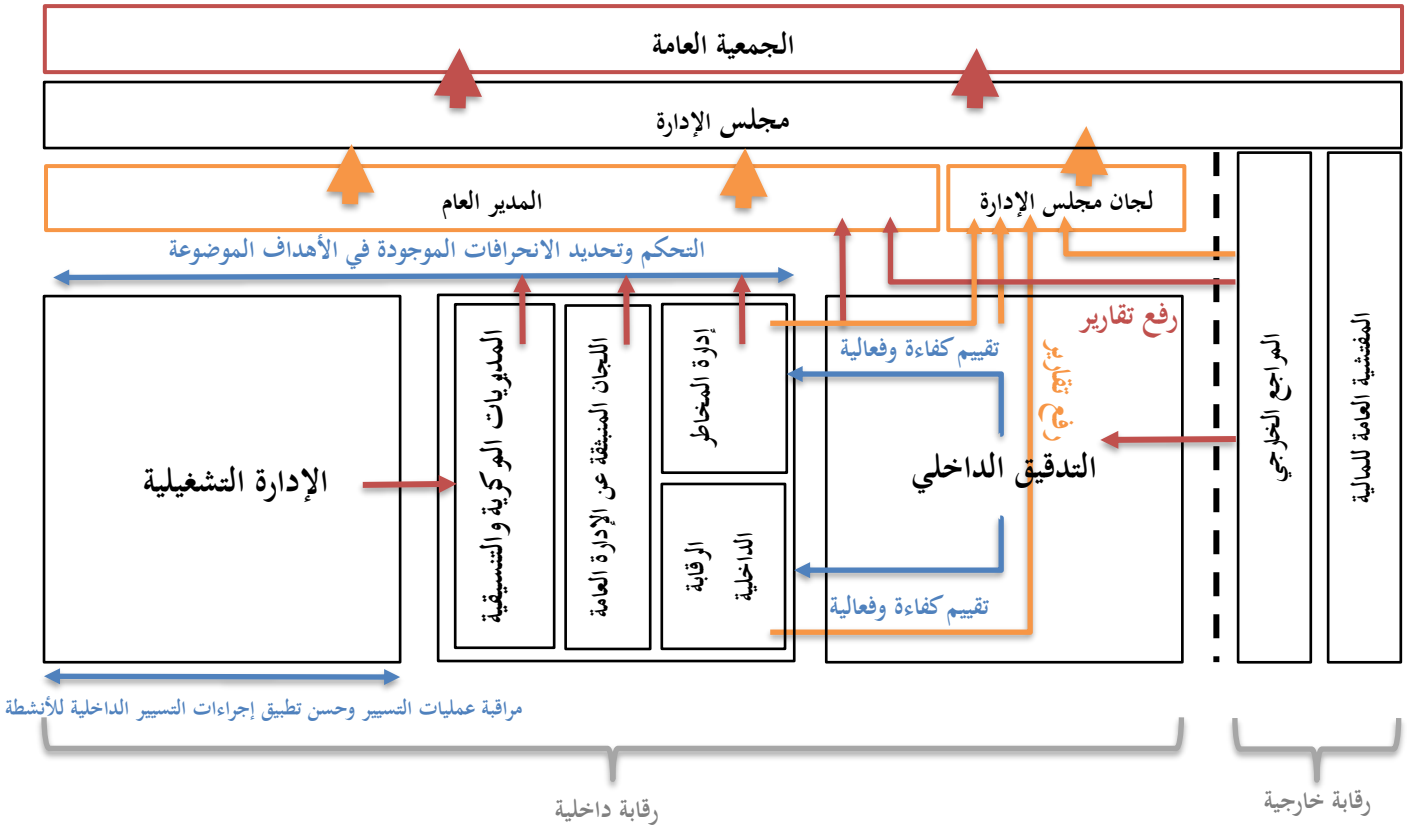 الجمعية العامة
مجلس الإدارة
لجان مجلس الإدارة
المدير العام
التحكم وتحديد الانحرافات الموجودة في الأهداف الموضوعة
المفتشية العامة للمالية
المراجع الخارجي
رفع تقارير
رفع تقارير
التدقيق الداخلي
تقييم كفاءة وفعالية
تقييم كفاءة وفعالية
إدارة المخاطر
الرقابة
الداخلية
اللجان المنبثقة عن الإدارة العامة
المديريات المركزية والتنسيقية
الإدارة التشغيلية
مراقبة عمليات التسيير وحسن تطبيق إجراءات التسيير الداخلية للأنشطة
رقابة خارجية
رقابة داخلية